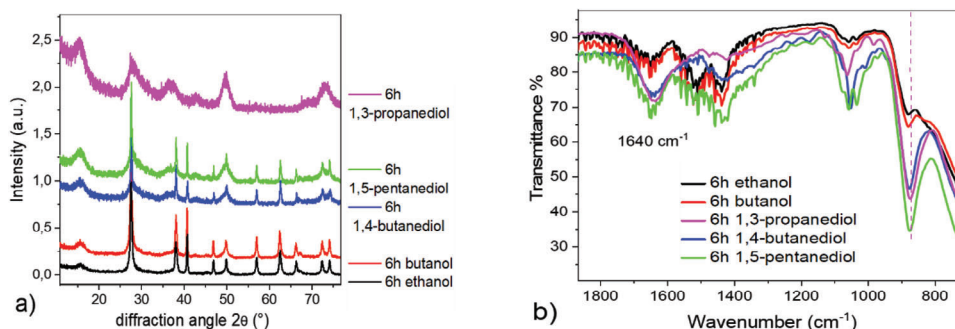 2,5
2,0
1,5
1,0
0,5
0,0
Intensity (a.u.)
10
20
30
40
50
60
70
diffraction angle 2θ (°)
a)
6h
1,3-propanediol
6h
1,5-pentanediol
6h
1,4-butanediol
6h butanol
6h ethanol
90
80
70
60
50
40
30
Transmittance %
1640 cm⁻¹
6h ethanol
6h butanol
6h 1,3-propanediol
6h 1,4-butanediol
6h 1,5-pentanediol
1800
1600
1400
1200
1000
800
Wavenumber (cm⁻¹)
b)